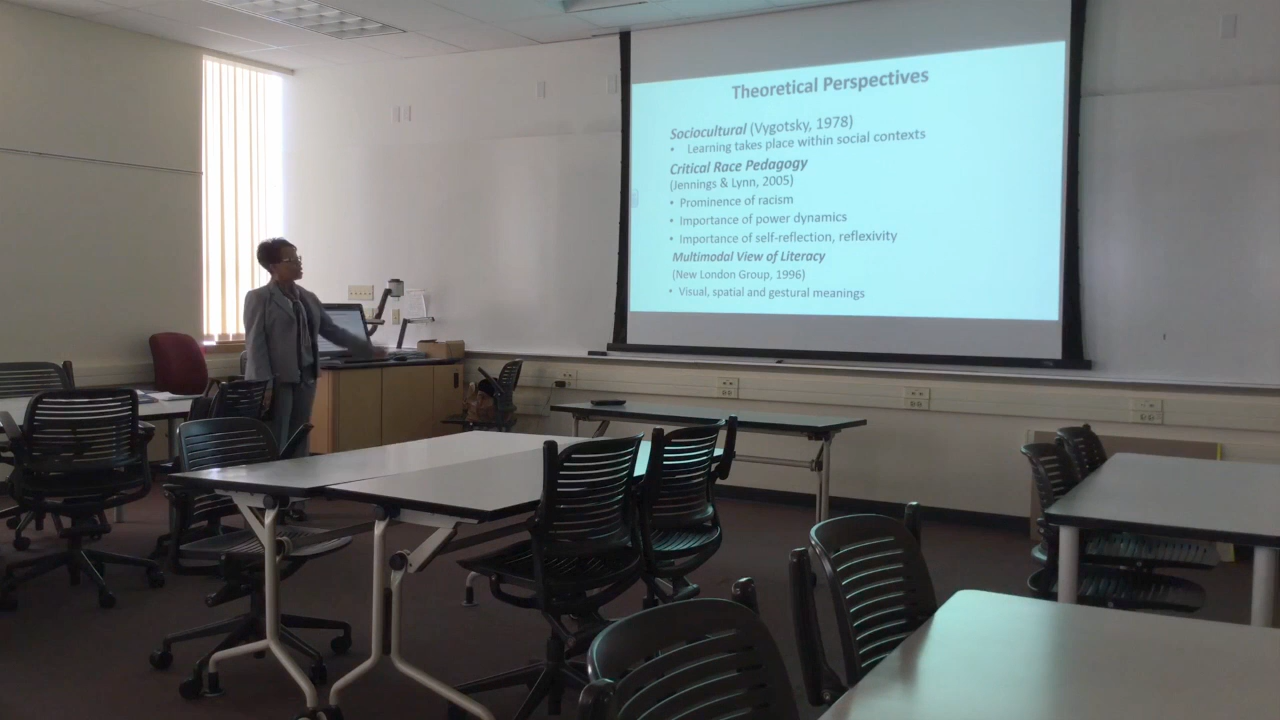 Theoretical Perspectives
Sociocultural (Vygotsky, 1978)
• Learning takes place within social contexts
Critical Race Pedagogy
(Jennings & Lynn, 2005)
• Prominence of racism
• Importance of power dynamics
• Importance of self-reflection, reflexivity
Multimodal View of Literacy
(New London Group, 1996)
• Visual, spatial and gestural meanings